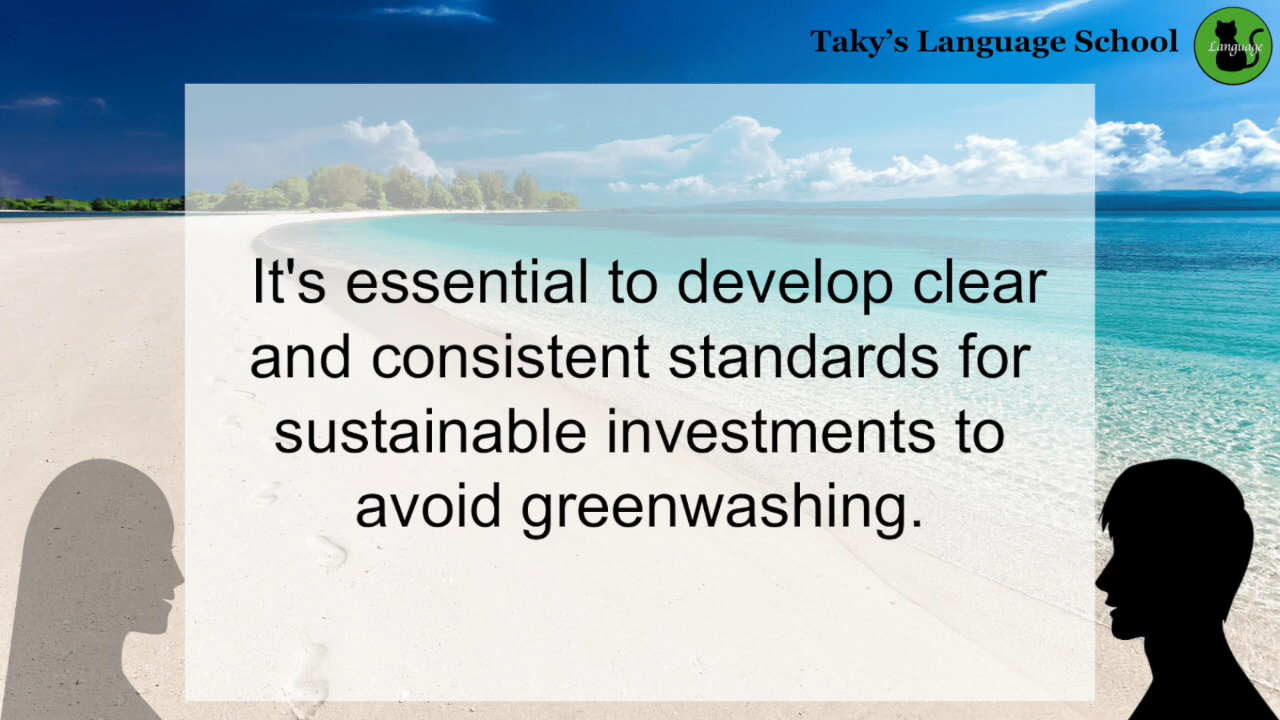 Taky’s Language School
Language
It's essential to develop clear
and consistent standards for
sustainable investments to
avoid greenwashing.